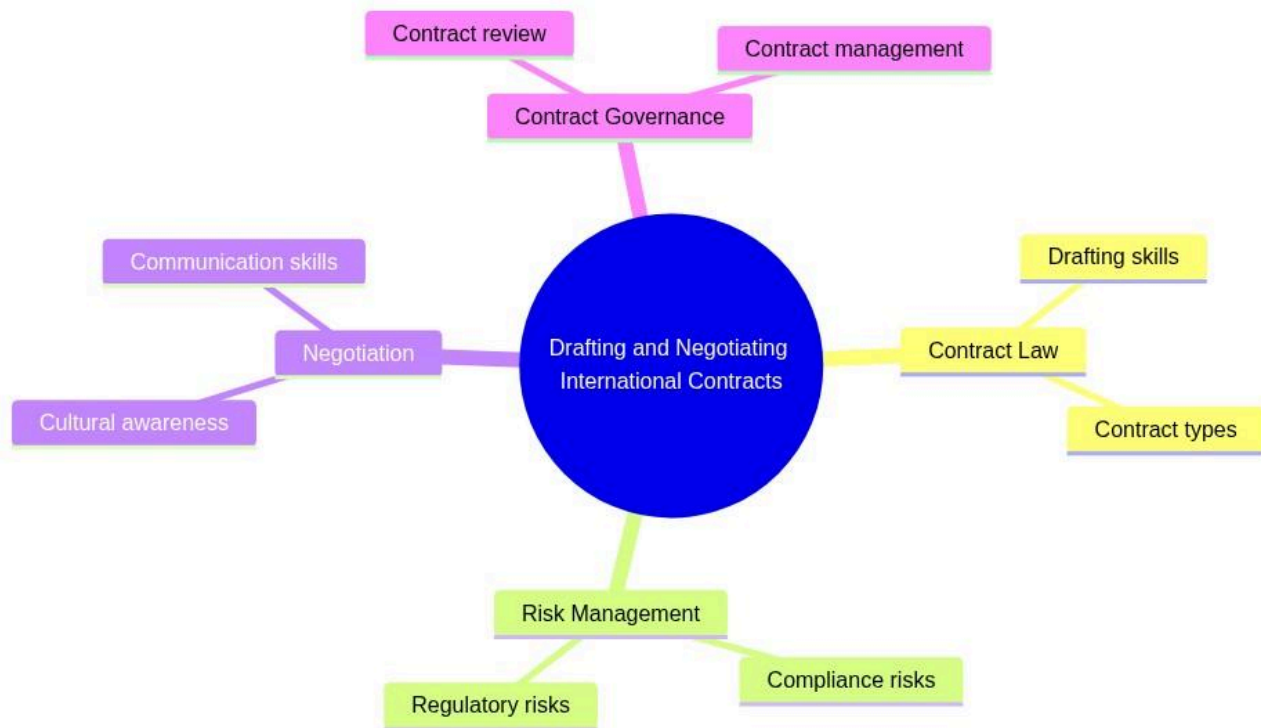 Contract review
Contract management
Contract Governance
Communication skills
Drafting skills
Negotiation
Contract Law
Drafting and Negotiating
International Contracts
Cultural awareness
Contract types
Risk Management
Compliance risks
Regulatory risks